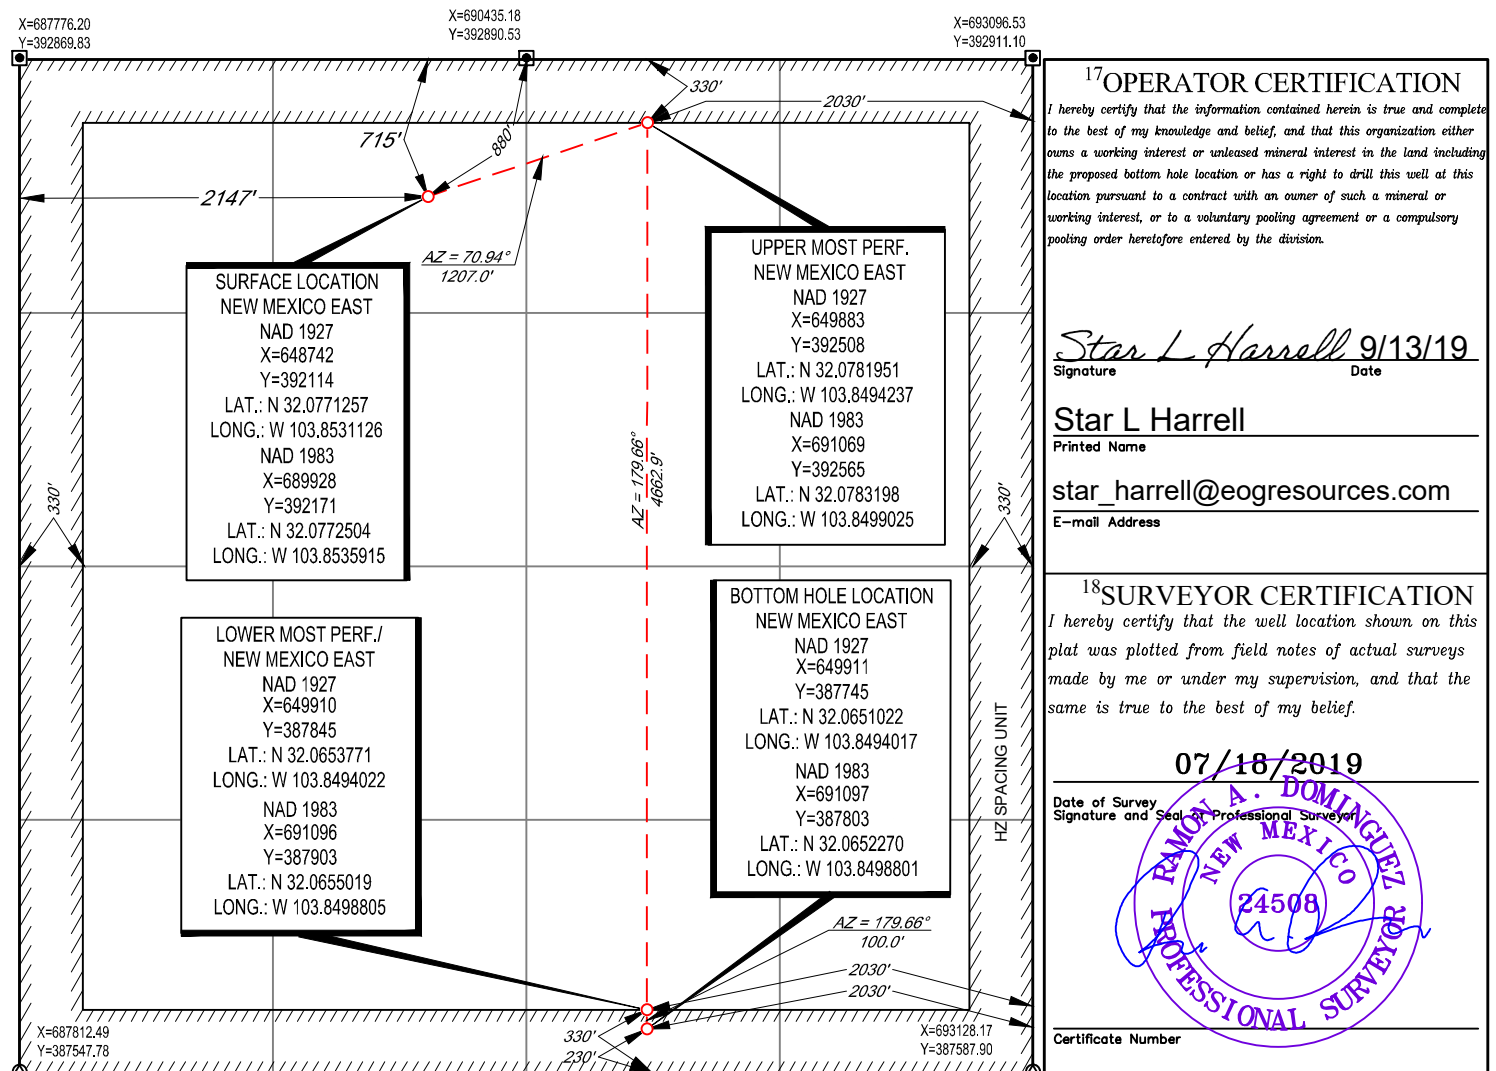 X=687776.20
Y=392869.83
X=690435.18
Y=392890.53
X=693096.53
Y=392911.10
330'
2030'
715'
880'
2147'
AZ = 70.94°
1207.0'
SURFACE LOCATION
NEW MEXICO EAST
NAD 1927
X=648742
Y=392114
LAT.: N 32.0771257
LONG.: W 103.8531126
NAD 1983
X=689928
Y=392171
LAT.: N 32.0772504
LONG.: W 103.8535915
UPPER MOST PERF.
NEW MEXICO EAST
NAD 1927
X=649883
Y=392508
LAT.: N 32.0781951
LONG.: W 103.8494237
NAD 1983
X=691069
Y=392565
LAT.: N 32.0783198
LONG.: W 103.8499025
AZ = 179.66°
4662.9'
330'
330'
LOWER MOST PERF./
NEW MEXICO EAST
NAD 1927
X=649910
Y=387845
LAT.: N 32.0653771
LONG.: W 103.8494022
NAD 1983
X=691096
Y=387903
LAT.: N 32.0655019
LONG.: W 103.8498805
BOTTOM HOLE LOCATION
NEW MEXICO EAST
NAD 1927
X=649911
Y=387745
LAT.: N 32.0651022
LONG.: W 103.8494017
NAD 1983
X=691097
Y=387803
LAT.: N 32.0652270
LONG.: W 103.8498801
HZ SPACING UNIT
AZ = 179.66°
100.0'
2030'
2030'
330'
230'
X=687812.49
Y=387547.78
X=693128.17
Y=387587.90
17OPERATOR CERTIFICATION
I hereby certify that the information contained herein is true and complete
to the best of my knowledge and belief, and that this organization either
owns a working interest or unleased mineral interest in the land including
the proposed bottom hole location or has a right to drill this well at this
location pursuant to a contract with an owner of such a mineral or
working interest, or to a voluntary pooling agreement or a compulsory
pooling order heretofore entered by the division.
Star L Harrell 9/13/19
Signature Date
Star L Harrell
Printed Name
star_harrell@eogresources.com
E-mail Address
18SURVEYOR CERTIFICATION
I hereby certify that the well location shown on this
plat was plotted from field notes of actual surveys
made by me or under my supervision, and that the
same is true to the best of my belief.
07/18/2019
Date of Survey
Signature and Seal of Professional Surveyor
RAMON A. DOMINGUEZ
NEW MEXICO
24508
PROFESSIONAL SURVEYOR
Certificate Number